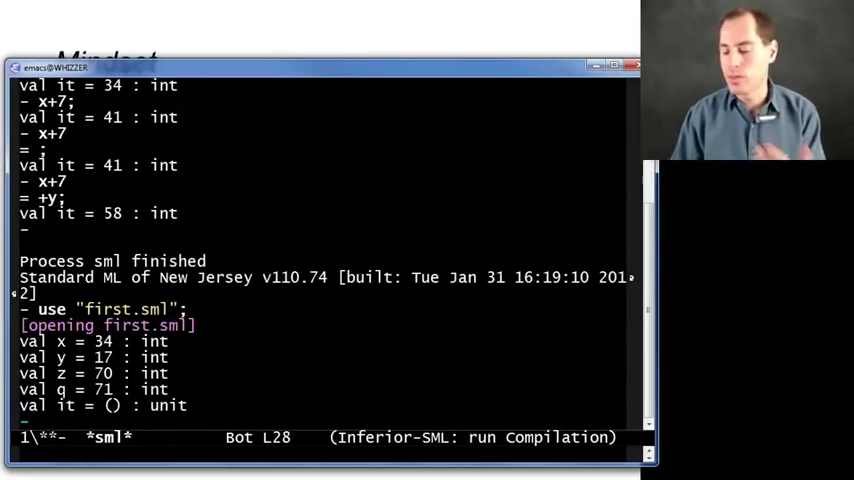 Mindset
emacs@WHIZZER
val it = 34 : int
- x+7;
val it = 41 : int
- x+7
= ;
val it = 41 : int
- x+7
= +y;
val it = 58 : int
-
Process sml finished
Standard ML of New Jersey v110.74 [built: Tue Jan 31 16:19:10 201
2]
- use "first.sml";
[opening first.sml]
val x = 34 : int
val y = 17 : int
val z = 70 : int
val q = 71 : int
val it = () : unit
-
1\**-  *sml*    Bot L28    (Inferior-SML: run Compilation)